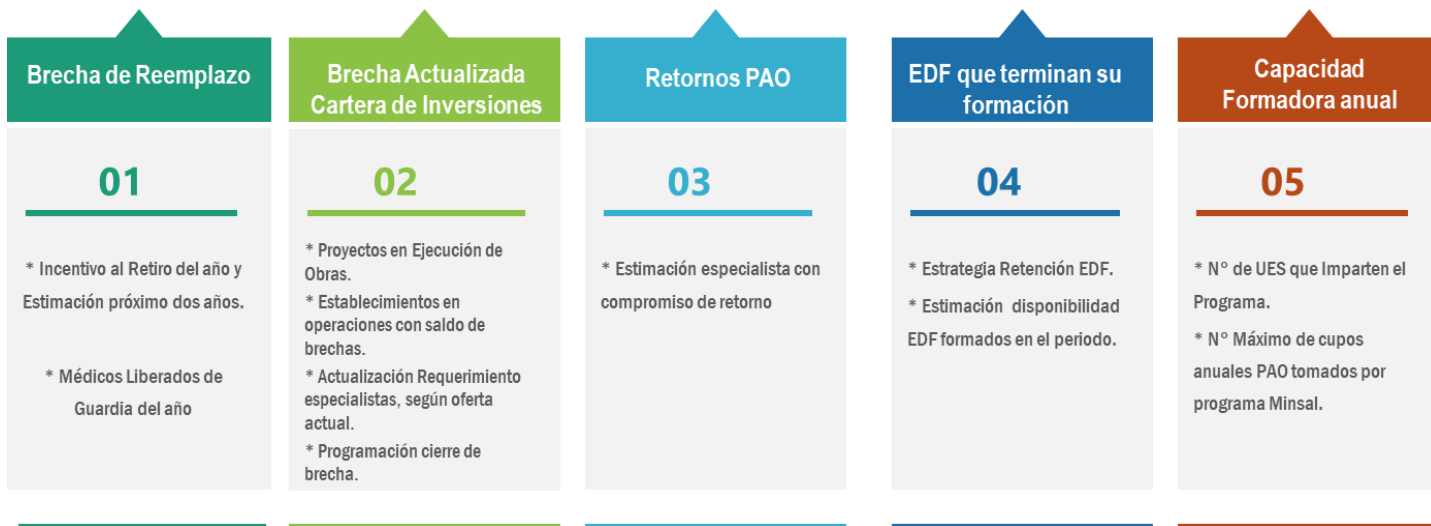 Brecha de Reemplazo
01
* Incentivo al Retiro del año y
Estimación próximo dos años.
* Médicos Liberados de
Guardia del año
Brecha Actualizada
Cartera de Inversiones
02
* Proyectos en Ejecución de
Obras.
* Establecimientos en
operaciones con saldo de
brechas.
* Actualización Requerimiento
especialistas, según oferta
actual.
* Programación cierre de
brecha.
Retornos PAO
03
* Estimación especialista con
compromiso de retorno
EDF que terminan su
formación
04
* Estrategia Retención EDF.
* Estimación disponibilidad
EDF formados en el periodo.
Capacidad
Formadora anual
05
* N° de UES que Imparten el
Programa.
* N° Máximo de cupos
anuales PAO tomados por
programa Minsal.